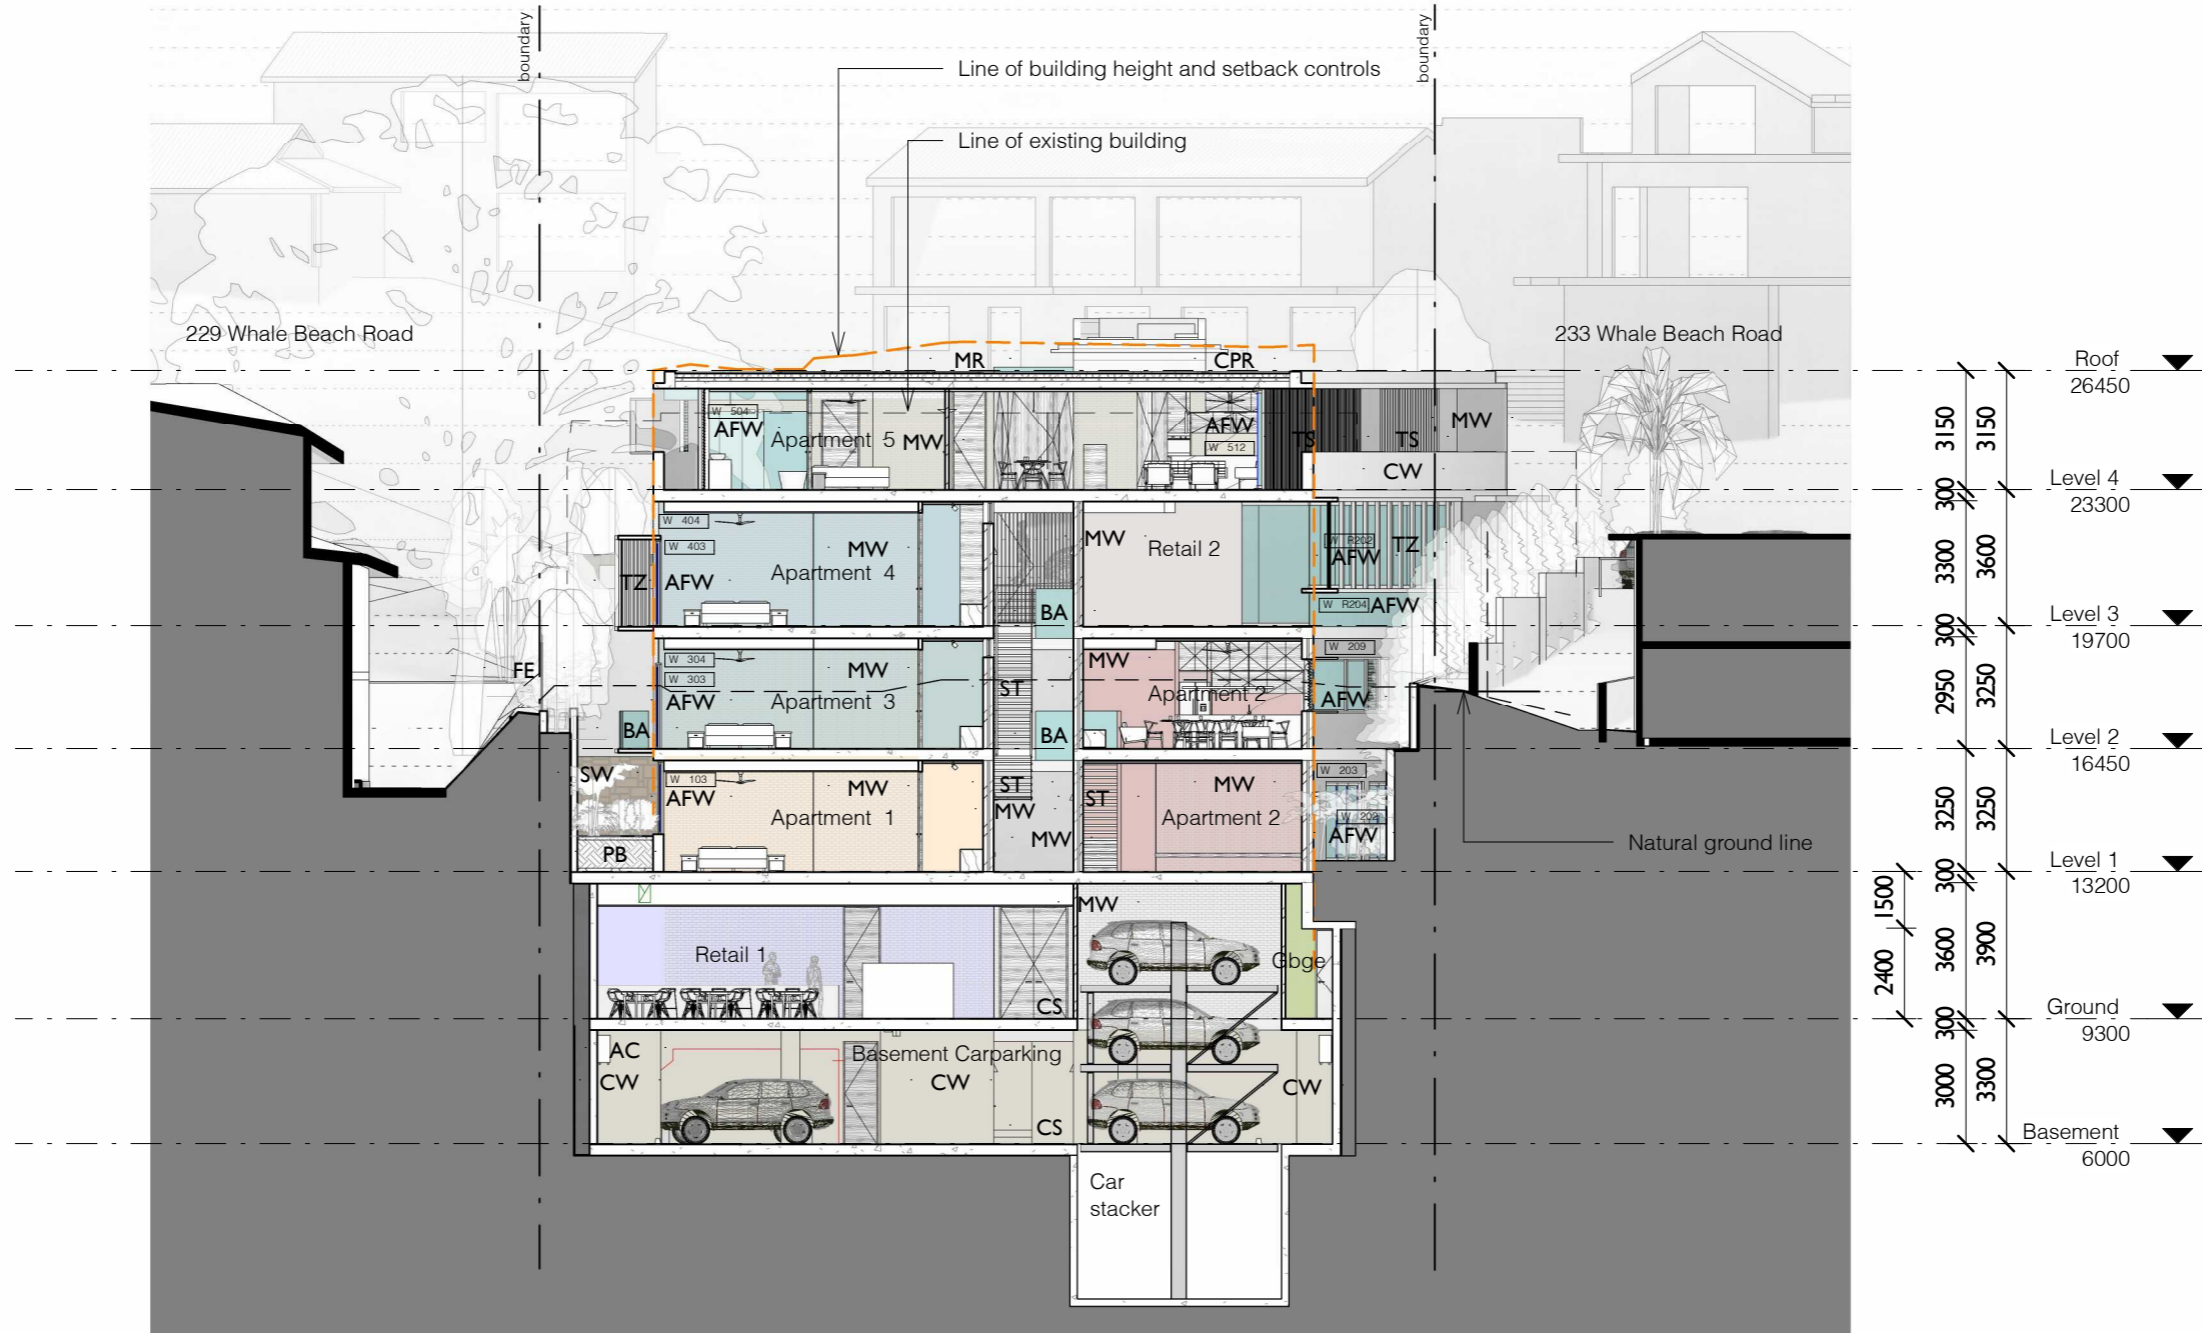 boundary
boundary
Line of building height and setback controls
Line of existing building
229 Whale Beach Road
233 Whale Beach Road
MR
CPR
Roof
26450
W 504
AFW
Apartment 5
MW
AFW
W 512
TS
TS
MW
CW
3150
3150
Level 4
23300
W 404
W 403
MW
Apartment 4
TZ
AFW
MW
Retail 2
BA
W R202
AFW
TZ
W R204
AFW
300
3300
3600
Level 3
19700
FE
W 304
W 303
AFW
MW
Apartment 3
BA
ST
BA
MW
Apartment 2
W 209
AFW
300
2950
3250
Level 2
16450
SW
W 103
AFW
MW
Apartment 1
PB
ST
MW
MW
ST
MW
Apartment 2
W 203
W 202
AFW
Natural ground line
3250
3250
Level 1
13200
Retail 1
CS
MW
Gbge
1500
2400
300
3600
3900
Ground
9300
AC
CW
Basement Carparking
CW
CS
CW
300
3000
3300
Basement
6000
Car
stacker